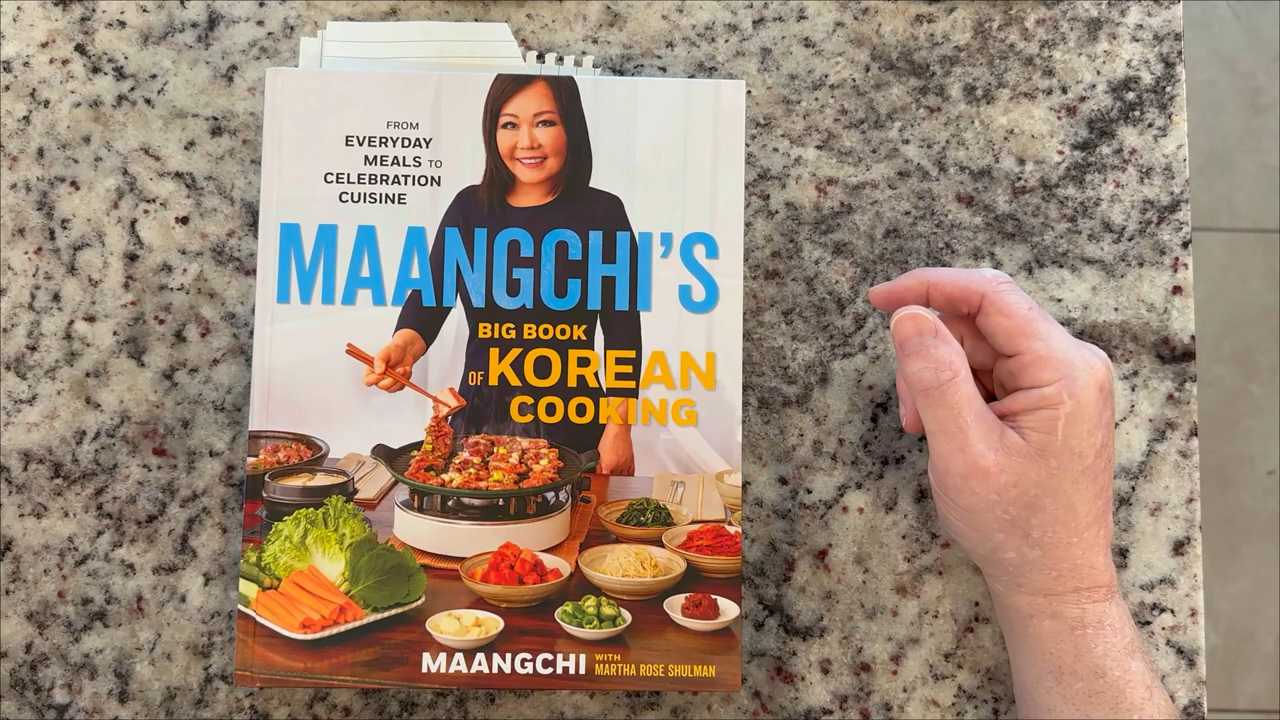 FROM
EVERYDAY
MEALS TO
CELEBRATION
CUISINE
MAANGCHI'S
BIG BOOK
OF KOREAN
COOKING
MAANGCHI WITH
MARTHA ROSE SHULMAN